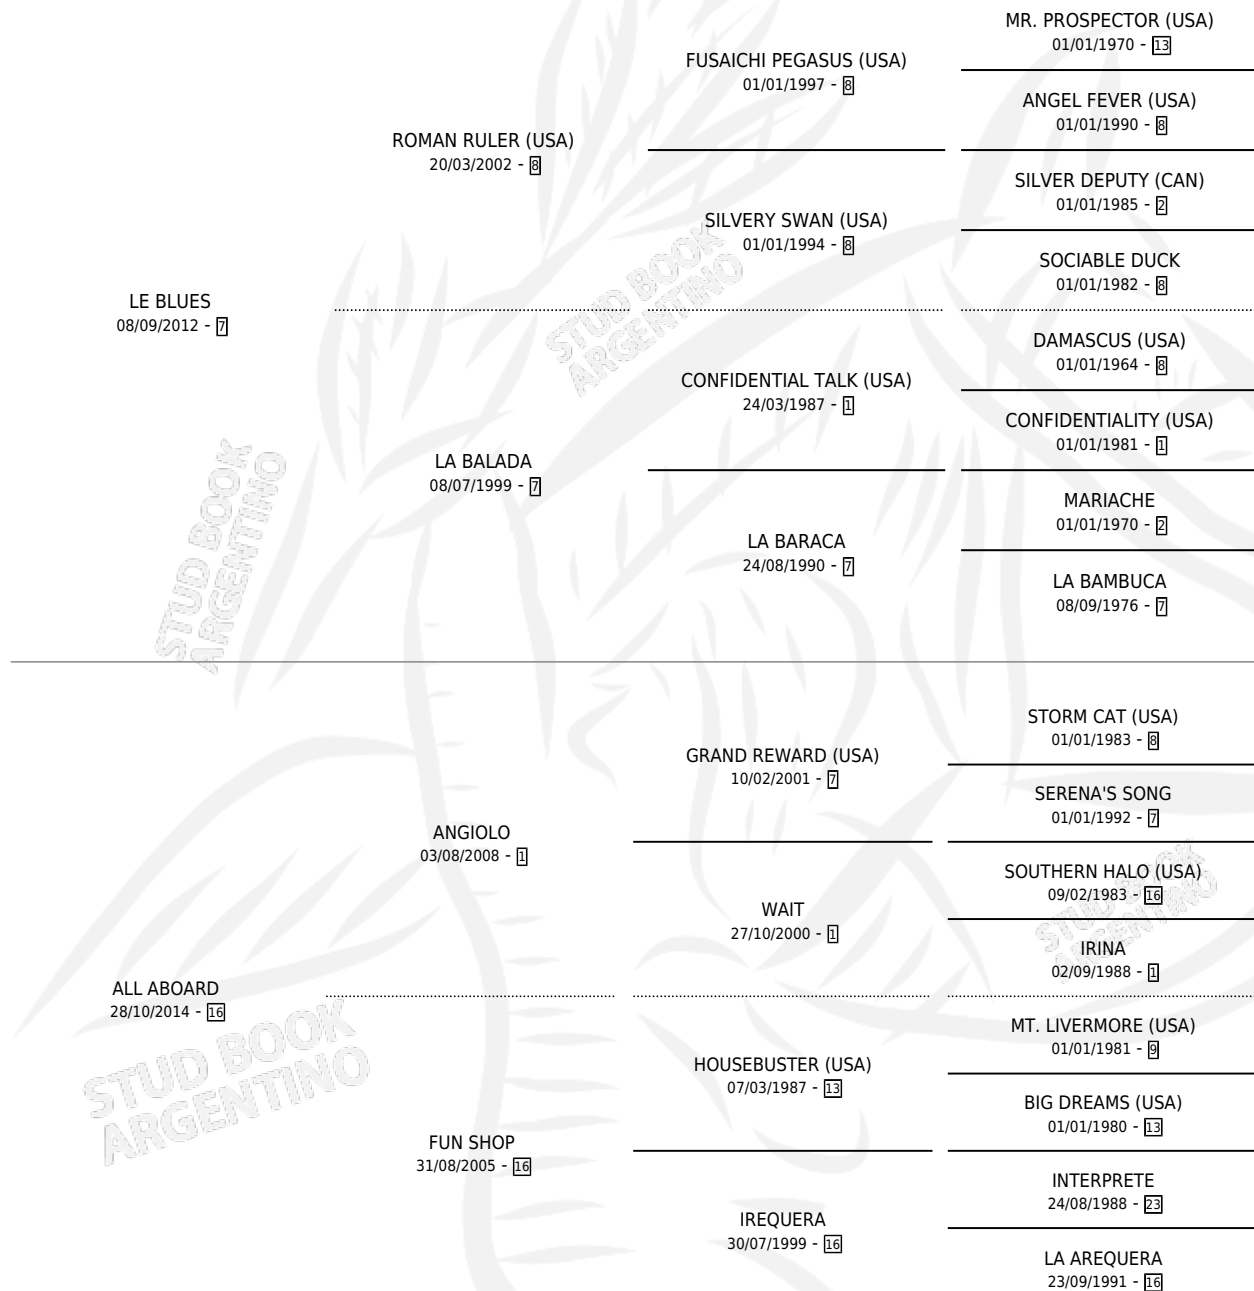 MR. PROSPECTOR (USA)
01/01/1970 - 13
FUSAICHI PEGASUS (USA)
01/01/1997 - 8
ANGEL FEVER (USA)
01/01/1990 - 8
ROMAN RULER (USA)
20/03/2002 - 8
SILVER DEPUTY (CAN)
01/01/1985 - 2
SILVERY SWAN (USA)
01/01/1994 - 8
SOCIABLE DUCK
01/01/1982 - 8
LE BLUES
08/09/2012 - 7
DAMASCUS (USA)
01/01/1964 - 8
CONFIDENTIAL TALK (USA)
24/03/1987 - 1
CONFIDENTIALITY (USA)
01/01/1981 - 1
LA BALADA
08/07/1999 - 7
MARIACHE
01/01/1970 - 2
LA BARACA
24/08/1990 - 7
LA BAMBUCA
08/09/1976 - 7
STORM CAT (USA)
01/01/1983 - 8
GRAND REWARD (USA)
10/02/2001 - 7
SERENA'S SONG
01/01/1992 - 7
ANGIOLO
03/08/2008 - 1
SOUTHERN HALO (USA)
09/02/1983 - 16
WAIT
27/10/2000 - 1
IRINA
02/09/1988 - 1
ALL ABOARD
28/10/2014 - 16
MT. LIVERMORE (USA)
01/01/1981 - 9
HOUSEBUSTER (USA)
07/03/1987 - 13
BIG DREAMS (USA)
01/01/1980 - 13
FUN SHOP
31/08/2005 - 16
INTERPRETE
24/08/1988 - 23
IREQUERA
30/07/1999 - 16
LA AREQUERA
23/09/1991 - 16
STUD BOOK
ARGENTINO
STUD BOOK
ARGENTINO
STUD BOOK
ARGENTINO
STUD BOOK
ARGENTINO